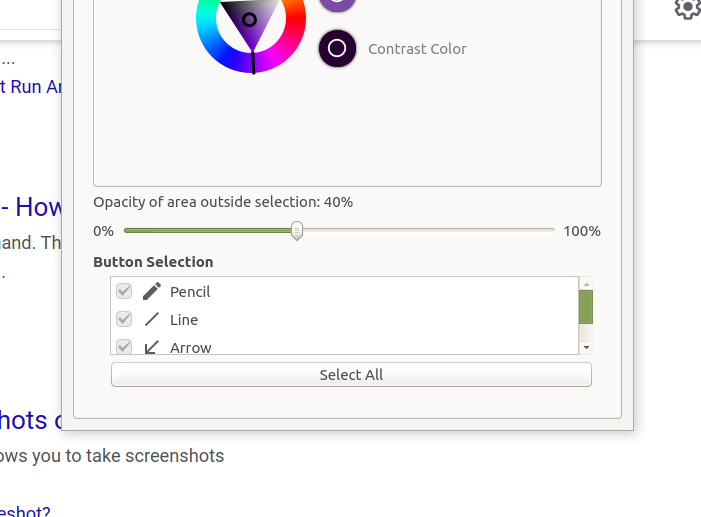 ...
Contrast Color
t Run Ar
- How
Opacity of area outside selection: 40%
0% 100%
and. Th
Button Selection
.
Pencil
Line
Arrow
Select All
hots
ows you to take screenshots
eshot?